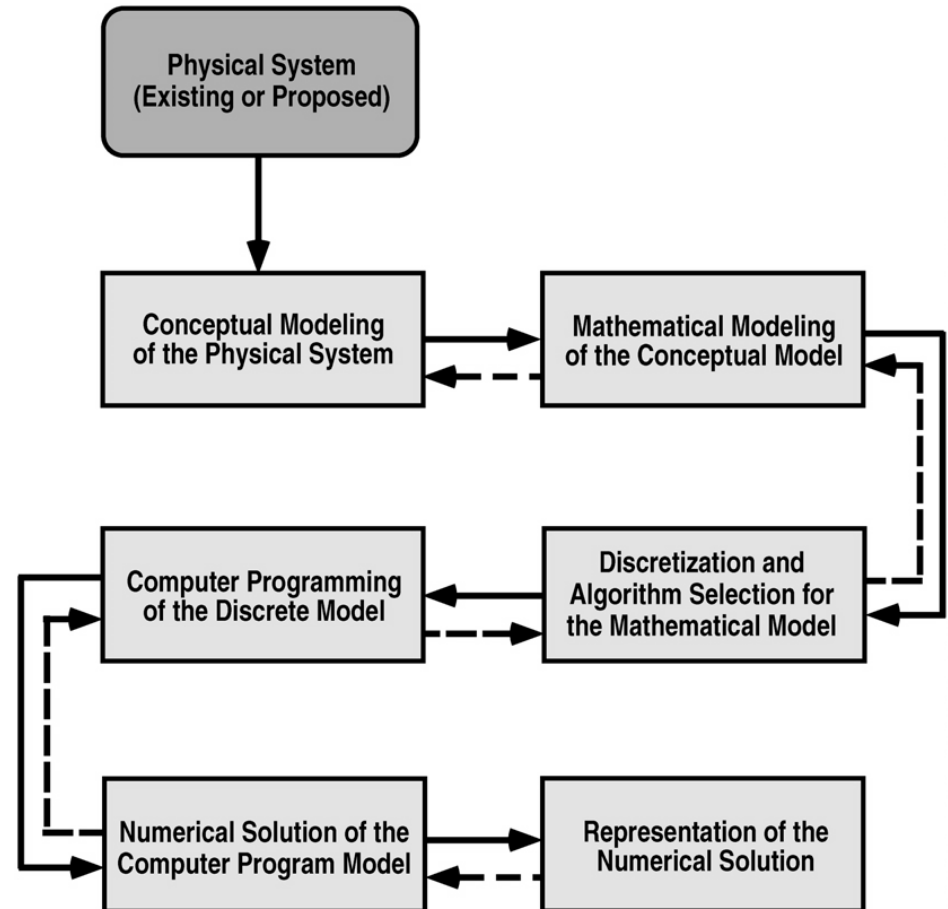 Physical System
(Existing or Proposed)
Conceptual Modeling
of the Physical System
Mathematical Modeling
of the Conceptual Model
Computer Programming
of the Discrete Model
Discretization and
Algorithm Selection for
the Mathematical Model
Numerical Solution of the
Computer Program Model
Representation of the
Numerical Solution